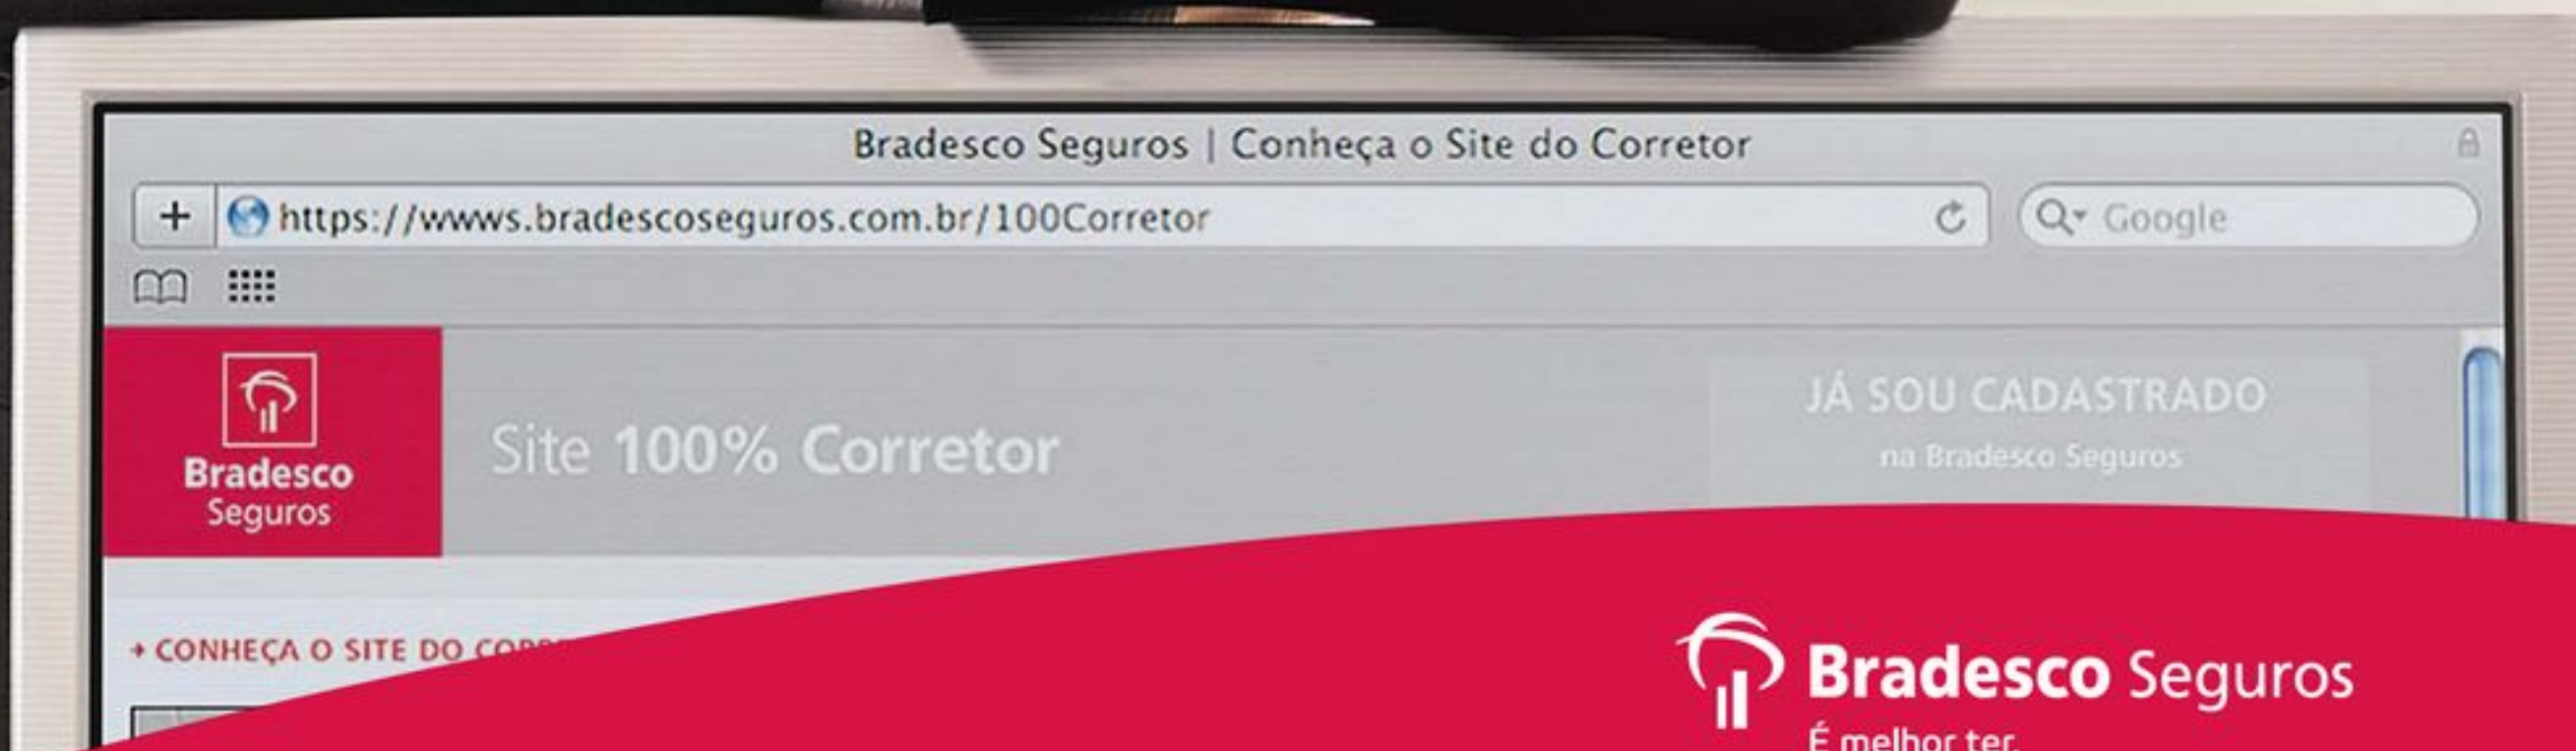 Bradesco Seguros | Conheça o Site do Corretor
https://wwws.bradescoseguros.com.br/100Corretor
Google
Bradesco
Seguros
Site 100% Corretor
JÁ SOU CADASTRADO
na Bradesco Seguros
CONHEÇA O SITE DO
Bradesco Seguros
É melhor ter.